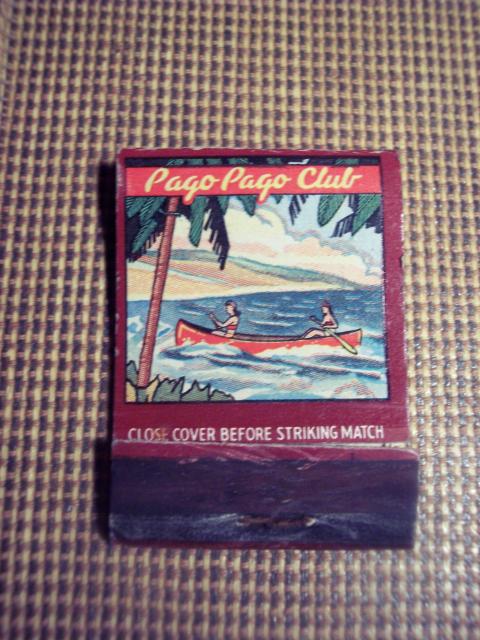 Pago Pago Club
CLOSE COVER BEFORE STRIKING MATCH